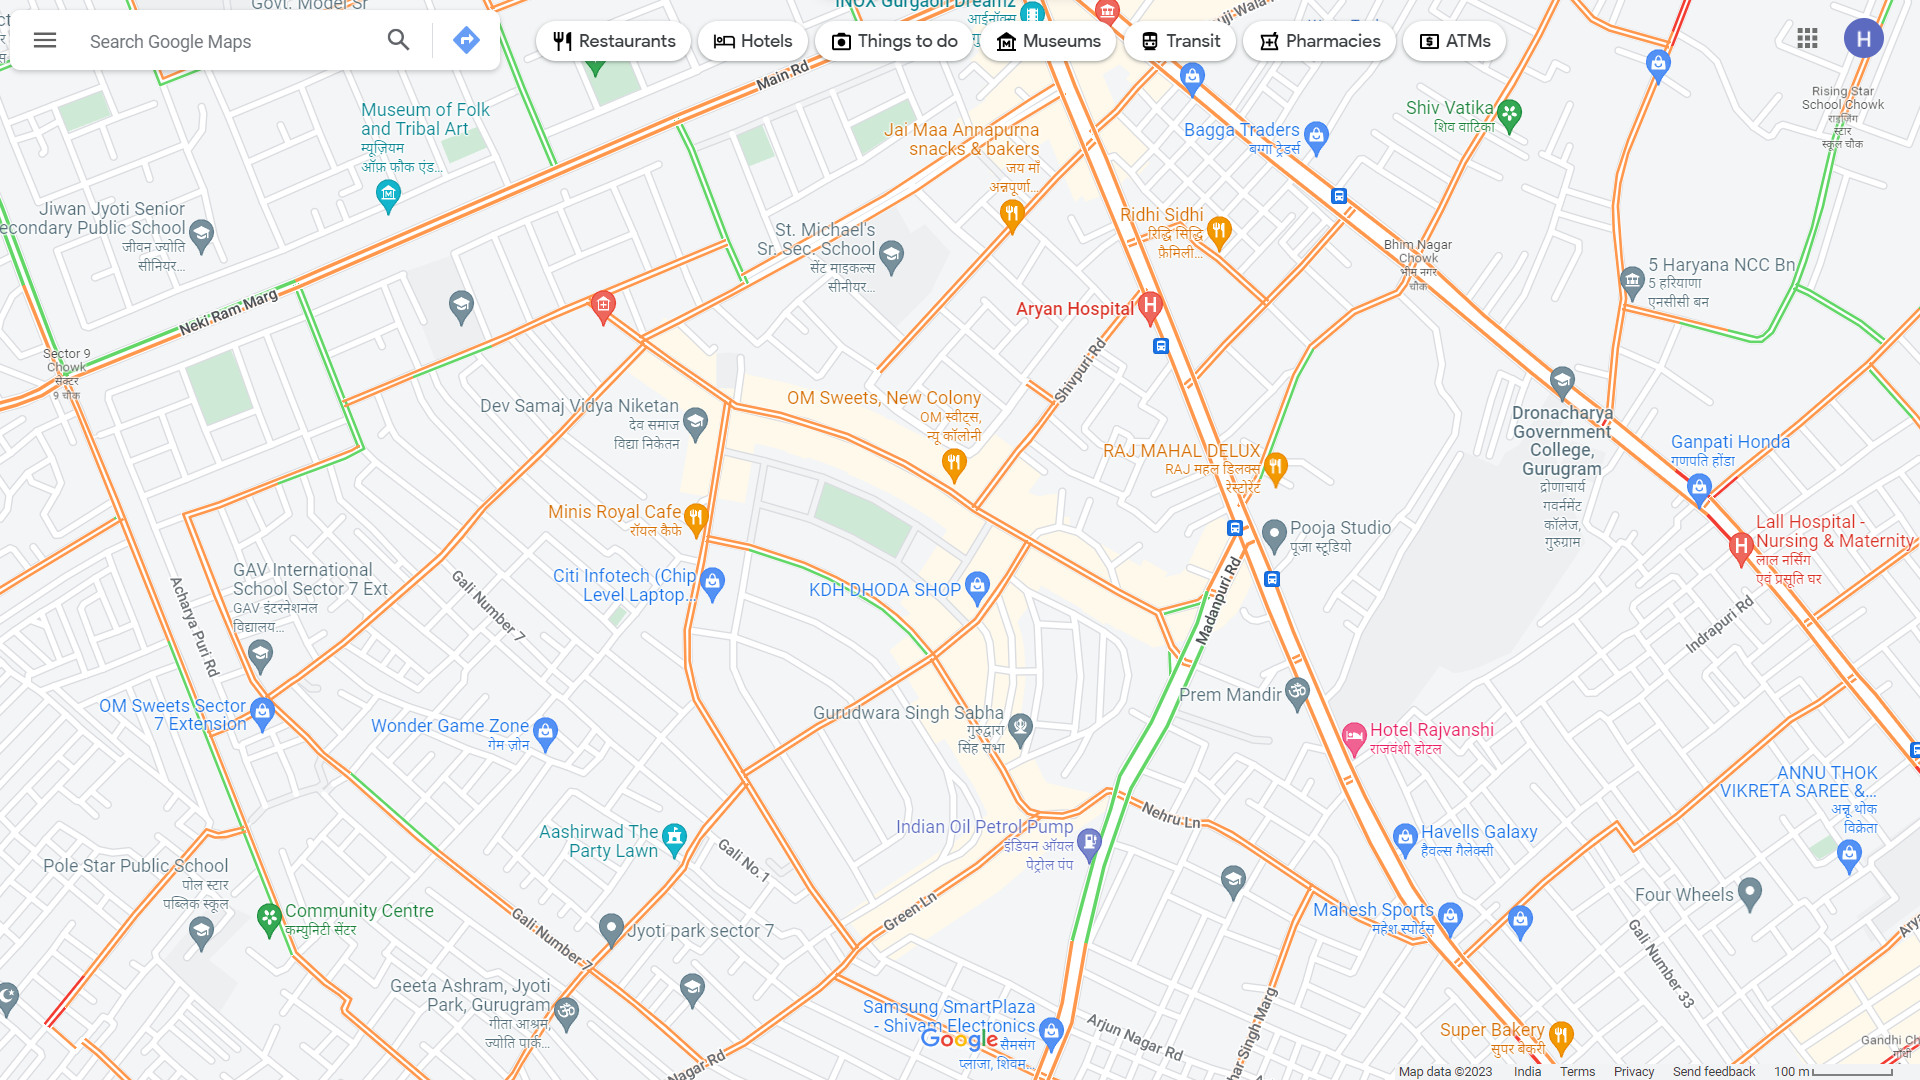 Govt. Model Sr
INOX Gurgaon Dreamz
आईनॉक्स
Search Google Maps
Restaurants
Hotels
Things to do
Museums
Transit
Pharmacies
ATMs
H
Main Rd
Museum of Folk
and Tribal Art
म्यूज़ियम
ऑफ़ फौक एंड...
Jai Maa Annapurna
snacks & bakers
जय माँ
अन्नपूर्णा...
Bagga Traders
बग्गा ट्रेडर्स
Shiv Vatika
शिव वाटिका
Rising Star
School Chowk
राइजिंग
स्टार
स्कूल चौक
Jiwan Jyoti Senior
econdary Public School
जीवन ज्योति
सीनियर...
St. Michael's
Sr. Sec. School
सेंट माइकल्स
सीनीयर...
Ridhi Sidhi
रिद्धि सिद्धि
फ़ैमिली...
Bhim Nagar
Chowk
भीम नगर
चौक
5 Haryana NCC Bn
5 हरियाणा
एनसीसी बन
Neki Ram Marg
Aryan Hospital
Shivpuri Rd
Sector 9
Chowk
सेक्टर
9 चौक
Dev Samaj Vidya Niketan
देव समाज
विद्या निकेतन
OM Sweets, New Colony
OM स्वीट्स,
न्यू कॉलोनी
RAJ MAHAL DELUX
RAJ महल डिलक्स
रेस्टोरेंट
Dronacharya
Government
College,
Gurugram
द्रोणाचार्य
गवर्नमेंट
कॉलेज,
गुरुग्राम
Ganpati Honda
गणपति होंडा
Minis Royal Cafe
रॉयल कैफे
Pooja Studio
पूजा स्टूडियो
Lall Hospital -
Nursing & Maternity
लाल नर्सिंग
एवं प्रसूति घर
GAV International
School Sector 7 Ext
GAV इंटरनेशनल
विद्यालय...
Citi Infotech (Chip
Level Laptop...
KDH DHODA SHOP
Gali Number 7
Acharya Puri Rd
Madanpuri Rd
Indrapuri Rd
Prem Mandir
OM Sweets Sector
7 Extension
Wonder Game Zone
गेम ज़ोन
Gurudwara Singh Sabha
गुरुद्वारा
सिंह सभा
Hotel Rajvanshi
राजवंशी होटल
ANNU THOK
VIKRETA SAREE &...
अन्नू थोक
विक्रेता
Nehru Ln
Aashirwad The
Party Lawn
Gali No. 1
Indian Oil Petrol Pump
इंडियन ऑयल
पेट्रोल पंप
Havells Galaxy
हैवल्स गैलेक्सी
Pole Star Public School
पोल स्टार
पब्लिक स्कूल
Community Centre
कम्युनिटी सेंटर
Green Ln
Four Wheels
Mahesh Sports
महेश स्पोर्ट्स
Gali Number 7
Jyoti park sector 7
Gali Number 33
Geeta Ashram, Jyoti
Park, Gurugram
गीता आश्रम,
ज्योति पार्क...
Samsung SmartPlaza
- Shivam Electronics
सैमसंग
प्लाजा, शिवम...
Google
Arjun Nagar Rd
Nagar Rd
har Singh Marg
Super Bakery
सुपर बेकरी
Gandhi Ch
गाँधी
Map data ©2023
India
Terms
Privacy
Send feedback
100 m